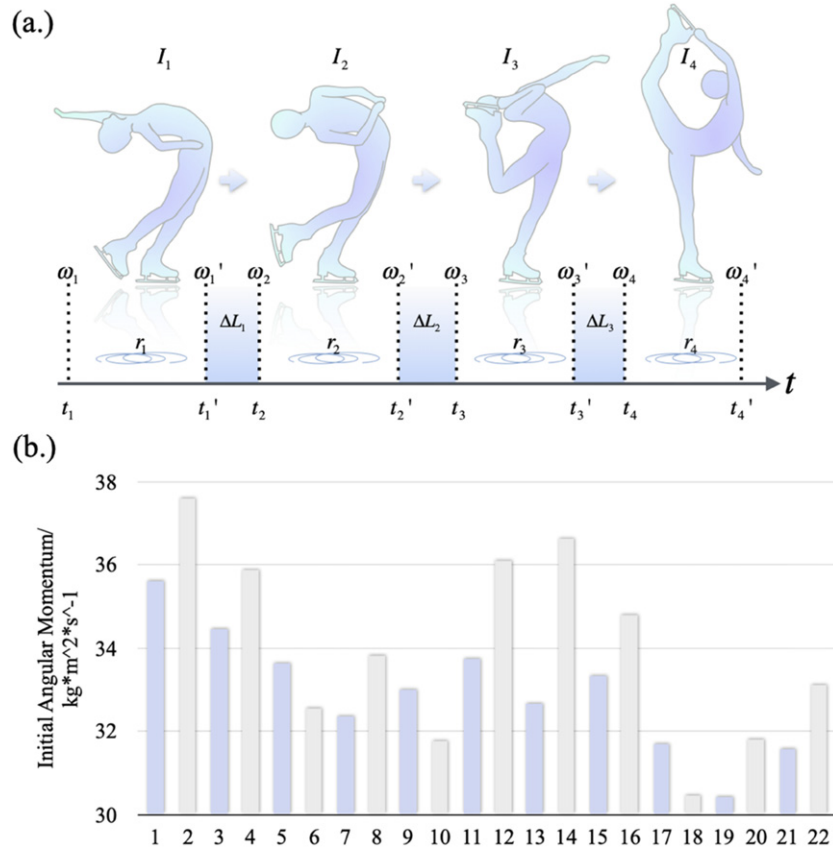 (a.)
I1 I2 I3 I4
ω1 ω1' ω2 ω2' ω3 ω3' ω4 ω4'
ΔL1 ΔL2 ΔL3
r1 r2 r3 r4
t
t1 t1' t2 t2' t3 t3' t4 t4'
(b.)
Initial Angular Momentum/
kg*m^2*s^-1
38
36
34
32
30
1 2 3 4 5 6 7 8 9 10 11 12 13 14 15 16 17 18 19 20 21 22